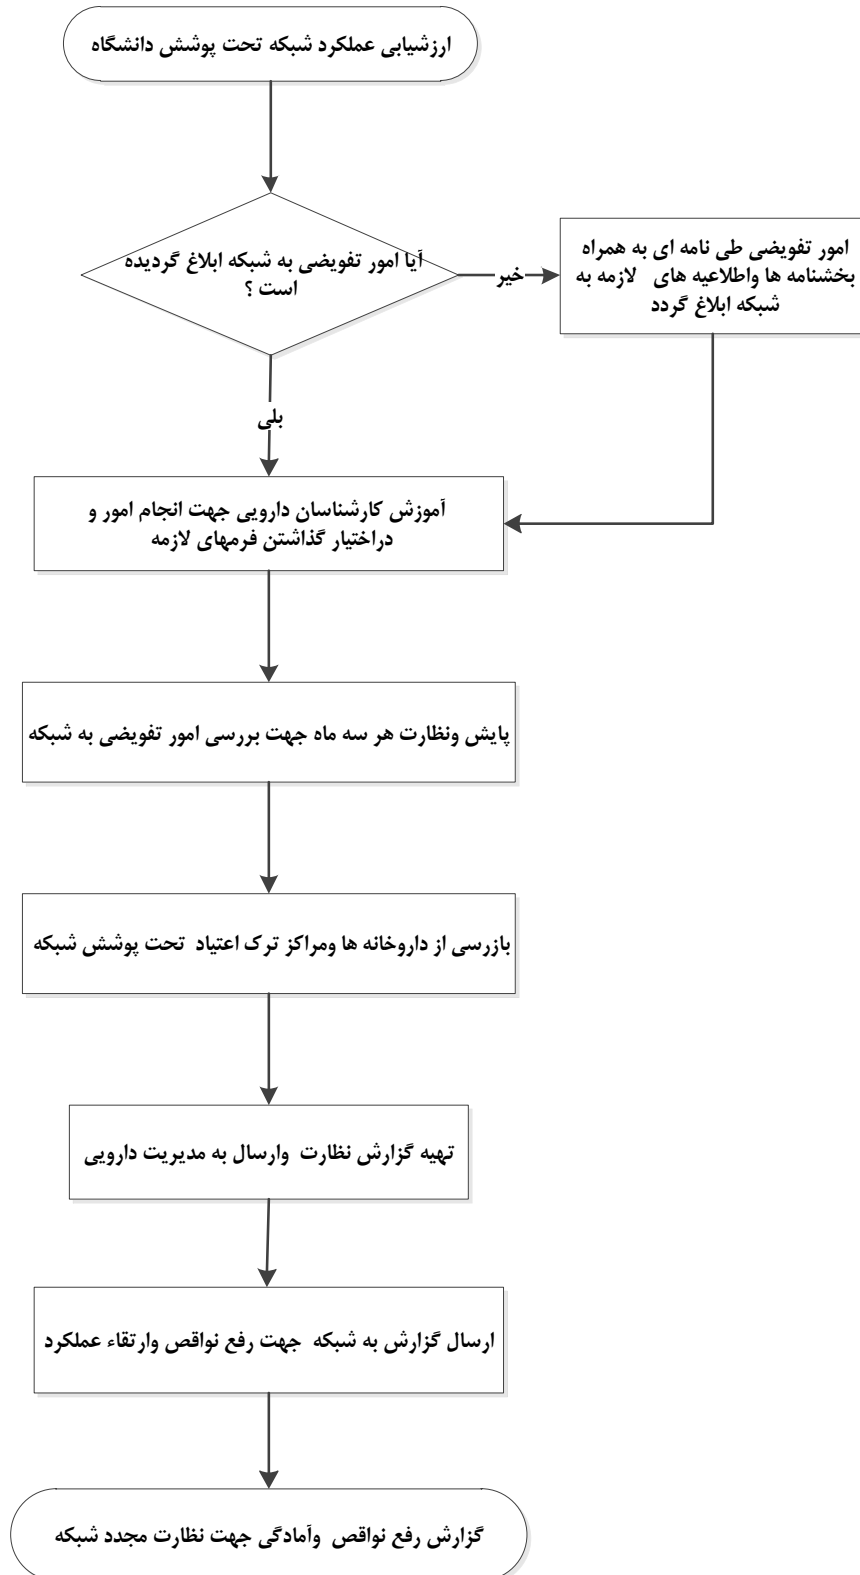 ارزشیابی عملکرد شبکه تحت پوشش دانشگاه
آیا امور تفویضی به شبکه ابلاغ گردیده
است ؟
خیر
امور تفویضی طی نامه ای به همراه
بخشنامه ها واطلاعیه های لازمه به
شبکه ابلاغ گردد
بلی
آموزش کارشناسان دارویی جهت انجام امور و
دراختیار گذاشتن فرمهای لازمه
پایش ونظارت هر سه ماه جهت بررسی امور تفویضی به شبکه
بازرسی از داروخانه ها ومراکز ترک اعتیاد تحت پوشش شبکه
تهیه گزارش نظارت وارسال به مدیریت دارویی
ارسال گزارش به شبکه جهت رفع نواقص وارتقاء عملکرد
گزارش رفع نواقص وآمادگی جهت نظارت مجدد شبکه